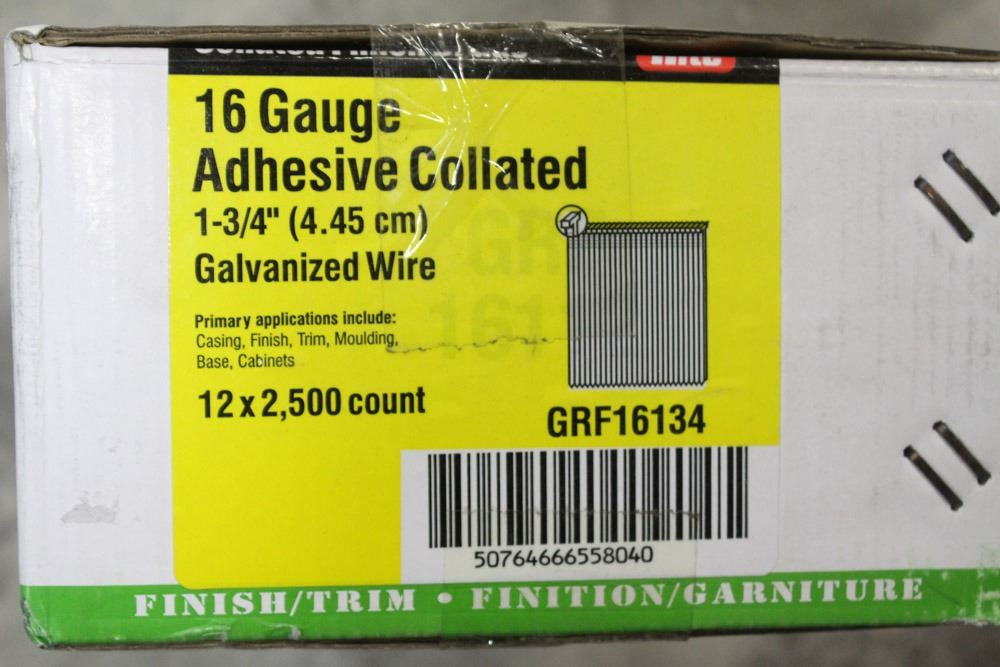 16 Gauge
Adhesive Collated
1-3/4" (4.45 cm)
Galvanized Wire
Primary applications include:
Casing, Finish, Trim, Moulding,
Base, Cabinets
12 x 2,500 count
GRF16134
50764666558040
FINISH/TRIM • FINITION/GARNITURE